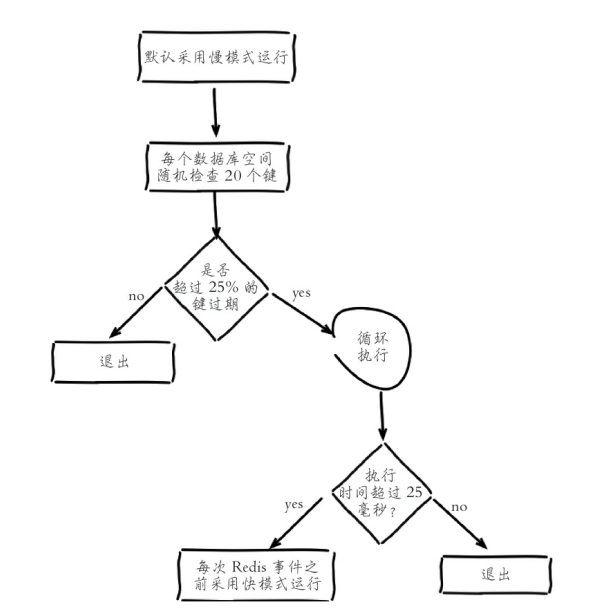 默认采用慢模式运行
每个数据库空间
随机检查 20 个键
是否
超过 25% 的
键过期
no
yes
退出
循环
执行
执行
时间超过 25
毫秒?
yes
no
每次 Redis 事件之
前采用快模式运行
退出